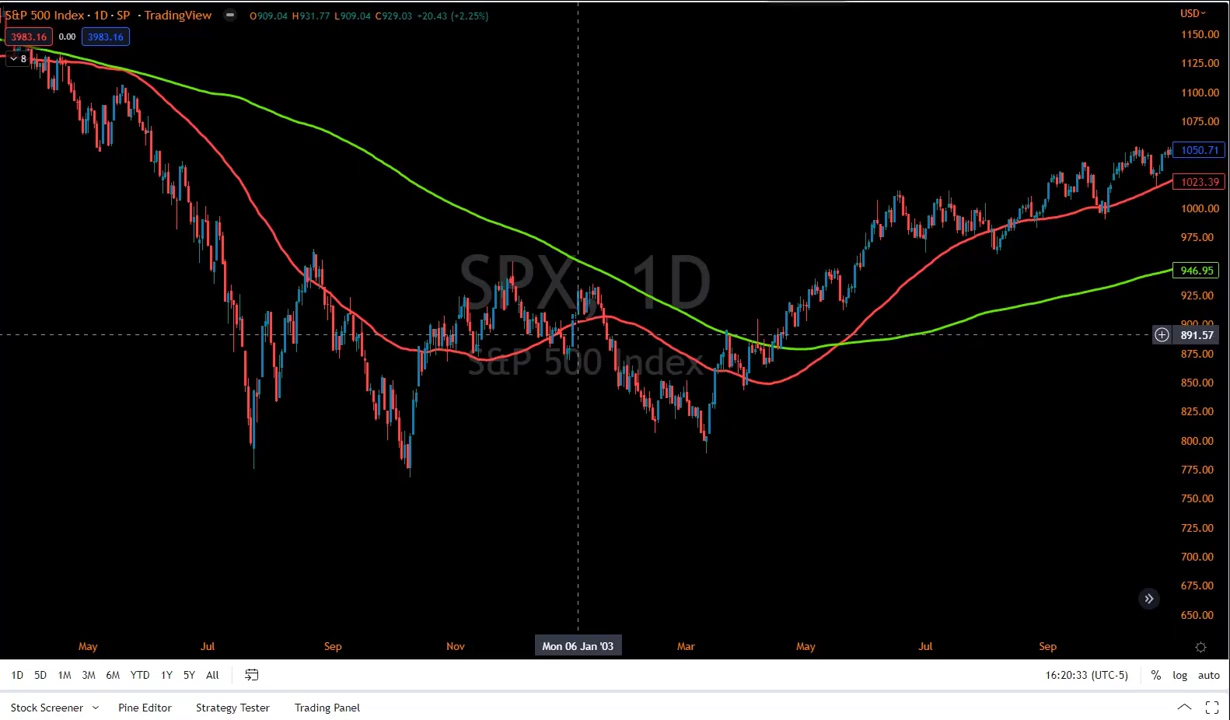 S&P 500 Index · 1D · SP · TradingView O909.04 H931.77 L909.04 C929.03 +20.43 (+2.25%)
USD
3983.16 0.00 3983.16
8
1150.00
1125.00
1100.00
1075.00
1050.71
1023.39
1000.00
975.00
946.95
925.00
900.00
891.57
875.00
850.00
825.00
800.00
775.00
750.00
725.00
700.00
675.00
650.00
SPX, 1D
S&P 500 Index
May Jul Sep Nov Mon 06 Jan '03 Mar May Jul Sep
1D 5D 1M 3M 6M YTD 1Y 5Y All 16:20:33 (UTC-5) % log auto
Stock Screener Pine Editor Strategy Tester Trading Panel